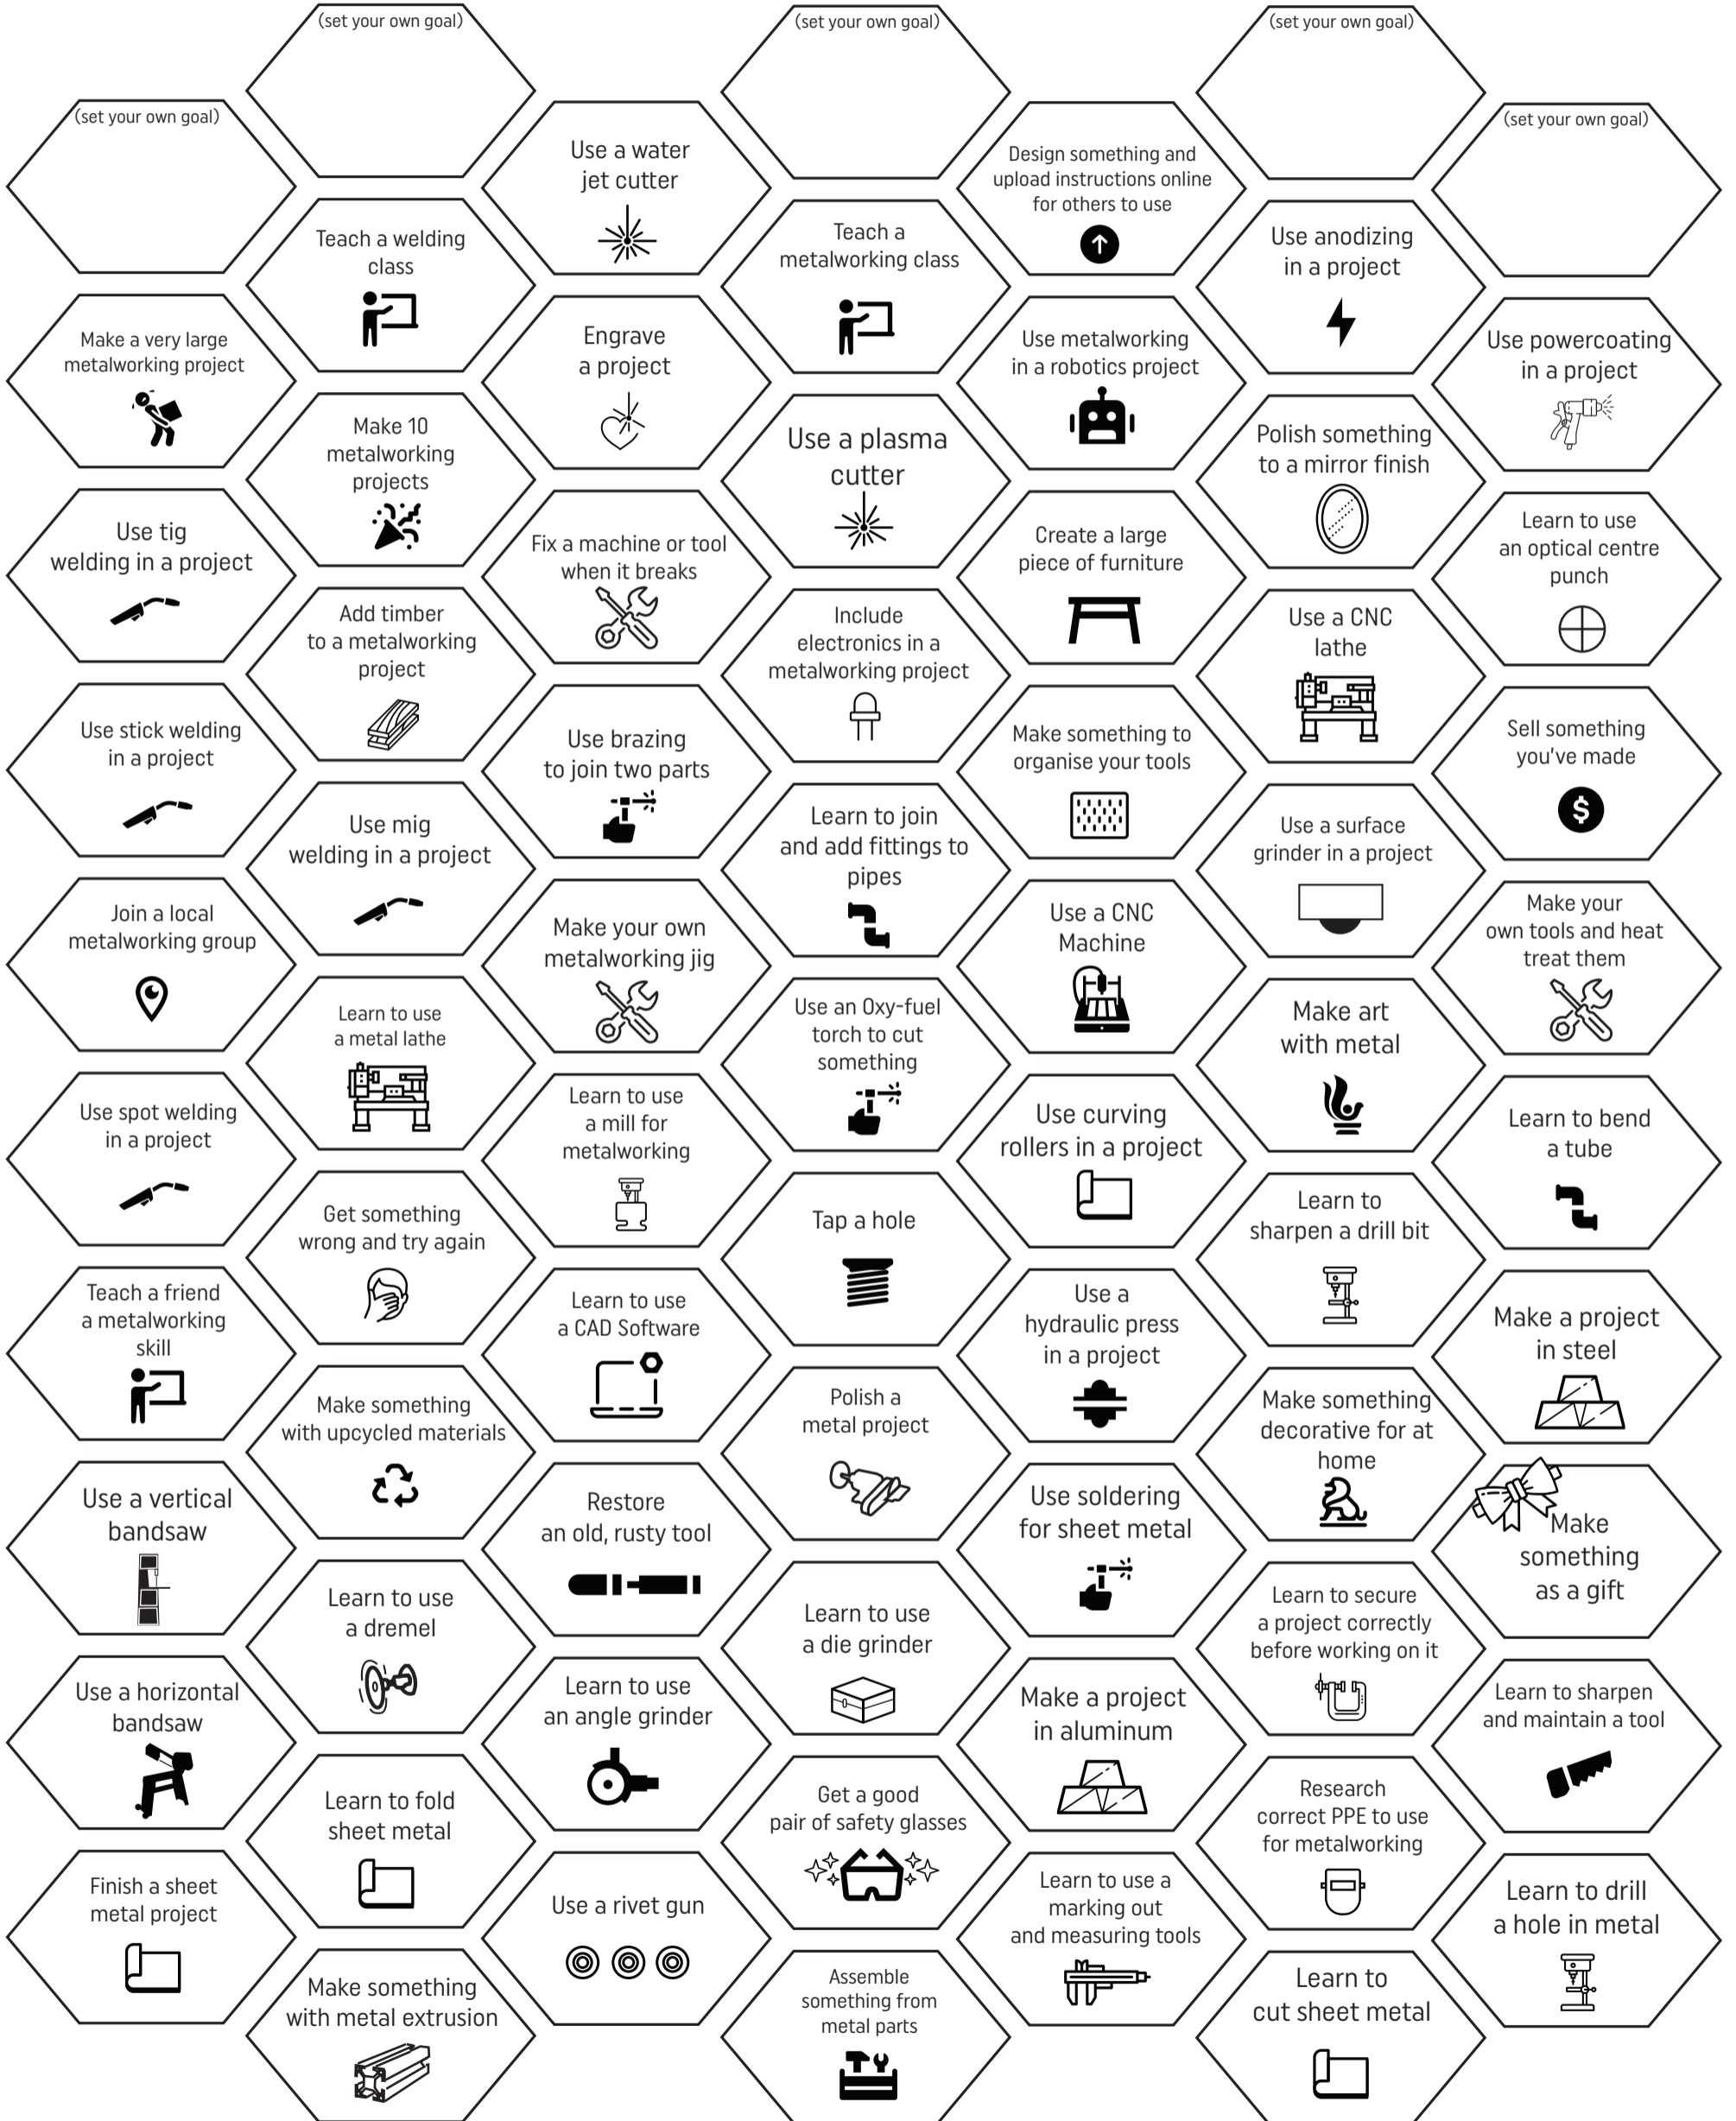 (set your own goal)
(set your own goal)
(set your own goal)
(set your own goal)
(set your own goal)
Use a water
jet cutter
Design something and
upload instructions online
for others to use
Teach a welding
class
Teach a
metalworking class
Use anodizing
in a project
Make a very large
metalworking project
Engrave
a project
Use metalworking
in a robotics project
Use powercoating
in a project
Make 10
metalworking
projects
Use a plasma
cutter
Polish something
to a mirror finish
Use tig
welding in a project
Fix a machine or tool
when it breaks
Create a large
piece of furniture
Learn to use
an optical centre
punch
Add timber
to a metalworking
project
Include
electronics in a
metalworking project
Use a CNC
lathe
Use stick welding
in a project
Use brazing
to join two parts
Make something to
organise your tools
Sell something
you've made
Use mig
welding in a project
Learn to join
and add fittings to
pipes
Use a surface
grinder in a project
Join a local
metalworking group
Make your own
metalworking jig
Use a CNC
Machine
Make your
own tools and heat
treat them
Learn to use
a metal lathe
Use an Oxy-fuel
torch to cut
something
Make art
with metal
Use spot welding
in a project
Learn to use
a mill for
metalworking
Use curving
rollers in a project
Learn to bend
a tube
Get something
wrong and try again
Tap a hole
Learn to
sharpen a drill bit
Teach a friend
a metalworking
skill
Learn to use
a CAD Software
Use a
hydraulic press
in a project
Make a project
in steel
Make something
with upcycled materials
Polish a
metal project
Make something
decorative for at
home
Use a vertical
bandsaw
Restore
an old, rusty tool
Use soldering
for sheet metal
Make
something
as a gift
Learn to use
a dremel
Learn to use
a die grinder
Learn to secure
a project correctly
before working on it
Use a horizontal
bandsaw
Learn to use
an angle grinder
Make a project
in aluminum
Learn to sharpen
and maintain a tool
Learn to fold
sheet metal
Get a good
pair of safety glasses
Research
correct PPE to use
for metalworking
Finish a sheet
metal project
Use a rivet gun
Learn to use a
marking out
and measuring tools
Learn to drill
a hole in metal
Make something
with metal extrusion
Assemble
something from
metal parts
Learn to
cut sheet metal